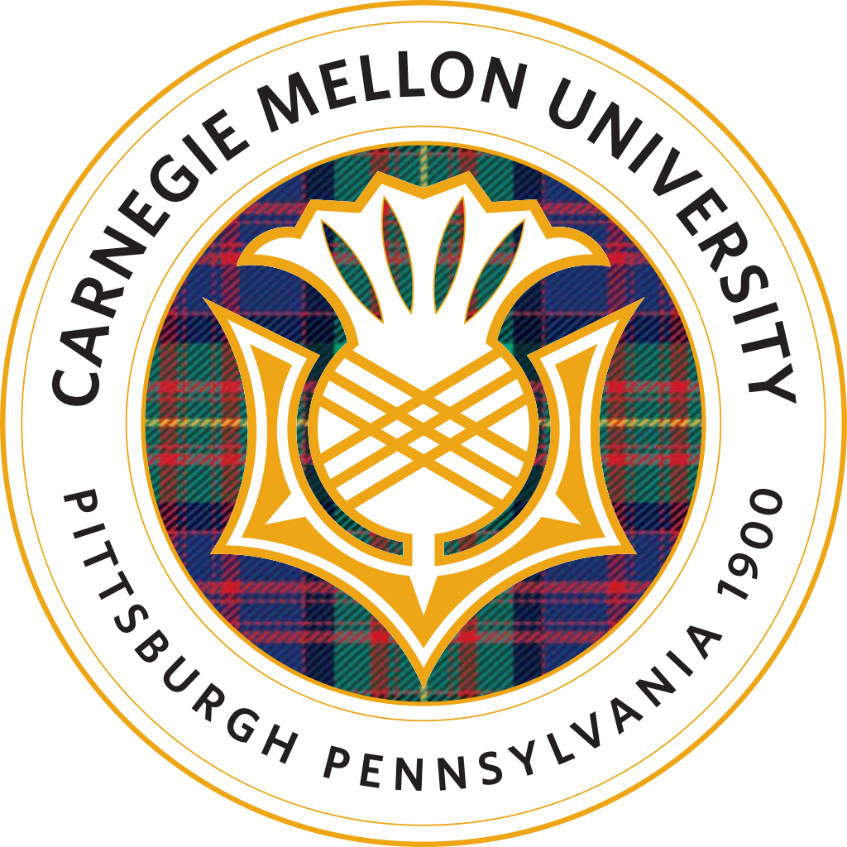 CARNEGIE MELLON UNIVERSITY
PITTSBURGH PENNSYLVANIA 1900